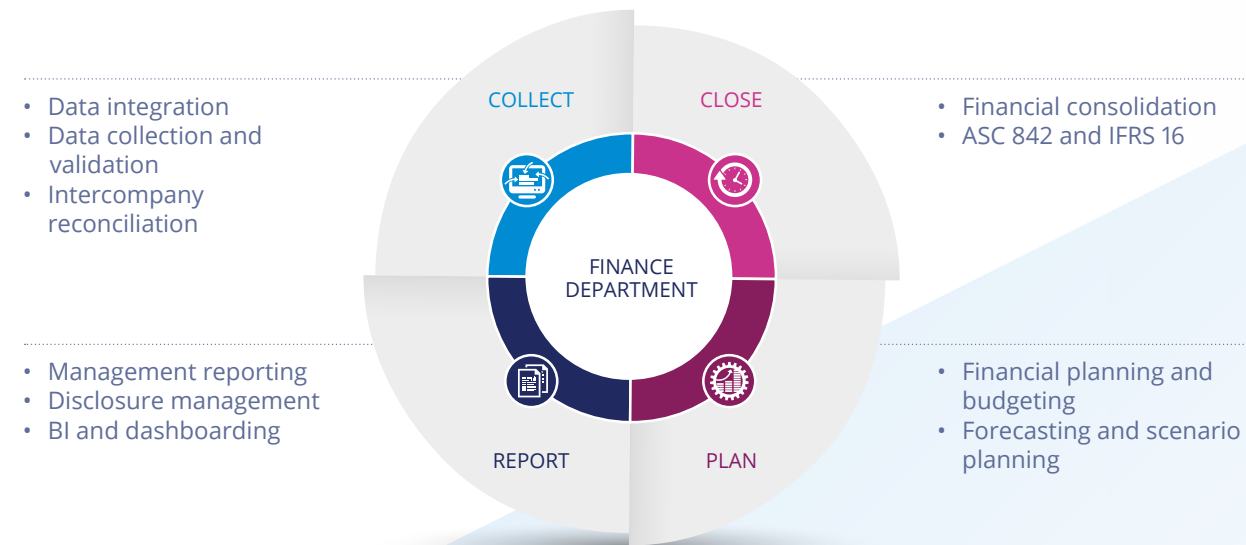 COLLECT
• Data integration
• Data collection and
validation
• Intercompany
reconciliation
CLOSE
• Financial consolidation
• ASC 842 and IFRS 16
FINANCE
DEPARTMENT
REPORT
• Management reporting
• Disclosure management
• BI and dashboarding
PLAN
• Financial planning and
budgeting
• Forecasting and scenario
planning